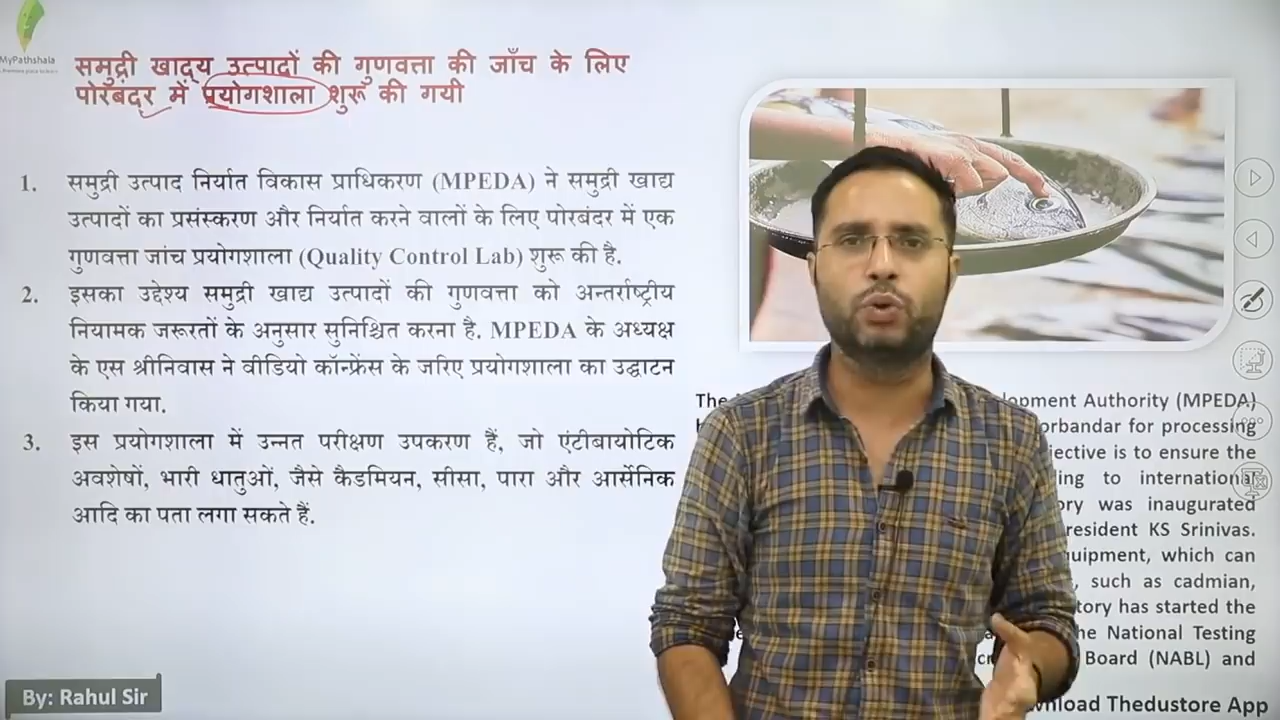 MyPathshala
समुद्री खाद्य उत्पादों की गुणवत्ता की जाँच के लिए
पोरबंदर में प्रयोगशाला शुरू की गयी
1. समुद्री उत्पाद निर्यात विकास प्राधिकरण (MPEDA) ने समुद्री खाद्य
उत्पादों का प्रसंस्करण और निर्यात करने वालों के लिए पोरबंदर में एक
गुणवत्ता जांच प्रयोगशाला (Quality Control Lab) शुरू की है.
2. इसका उद्देश्य समुद्री खाद्य उत्पादों की गुणवत्ता को अन्तर्राष्ट्रीय
नियामक जरूरतों के अनुसार सुनिश्चित करना है. MPEDA के अध्यक्ष
के एस श्रीनिवास ने वीडियो कॉन्फ्रेंस के जरिए प्रयोगशाला का उद्घाटन
किया गया.
3. इस प्रयोगशाला में उन्नत परीक्षण उपकरण हैं, जो एंटीबायोटिक
अवशेषों, भारी धातुओं, जैसे कैडमियन, सीसा, पारा और आर्सेनिक
आदि का पता लगा सकते हैं.
The lopment Authority (MPEDA)
orbandar for processing
jective is to ensure the
ing to international
ory was inaugurated
resident KS Srinivas.
quipment, which can
, such as cadmian,
tory has started the
he National Testing
Board (NABL) and
wnload Thedustore App
By: Rahul Sir